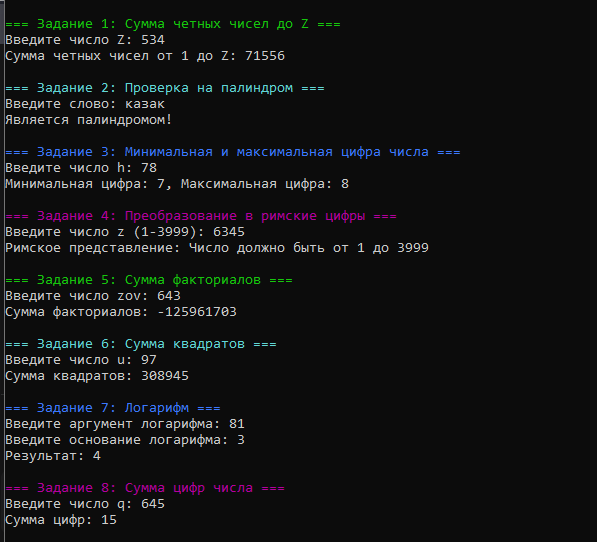 === Задание 1: Сумма четных чисел до Z ===
Введите число Z: 534
Сумма четных чисел от 1 до Z: 71556
=== Задание 2: Проверка на палиндром ===
Введите слово: казак
Является палиндромом!
=== Задание 3: Минимальная и максимальная цифра числа ===
Введите число h: 78
Минимальная цифра: 7, Максимальная цифра: 8
=== Задание 4: Преобразование в римские цифры ===
Введите число z (1-3999): 6345
Римское представление: Число должно быть от 1 до 3999
=== Задание 5: Сумма факториалов ===
Введите число zov: 643
Сумма факториалов: -125961703
=== Задание 6: Сумма квадратов ===
Введите число u: 97
Сумма квадратов: 308945
=== Задание 7: Логарифм ===
Введите аргумент логарифма: 81
Введите основание логарифма: 3
Результат: 4
=== Задание 8: Сумма цифр числа ===
Введите число q: 645
Сумма цифр: 15